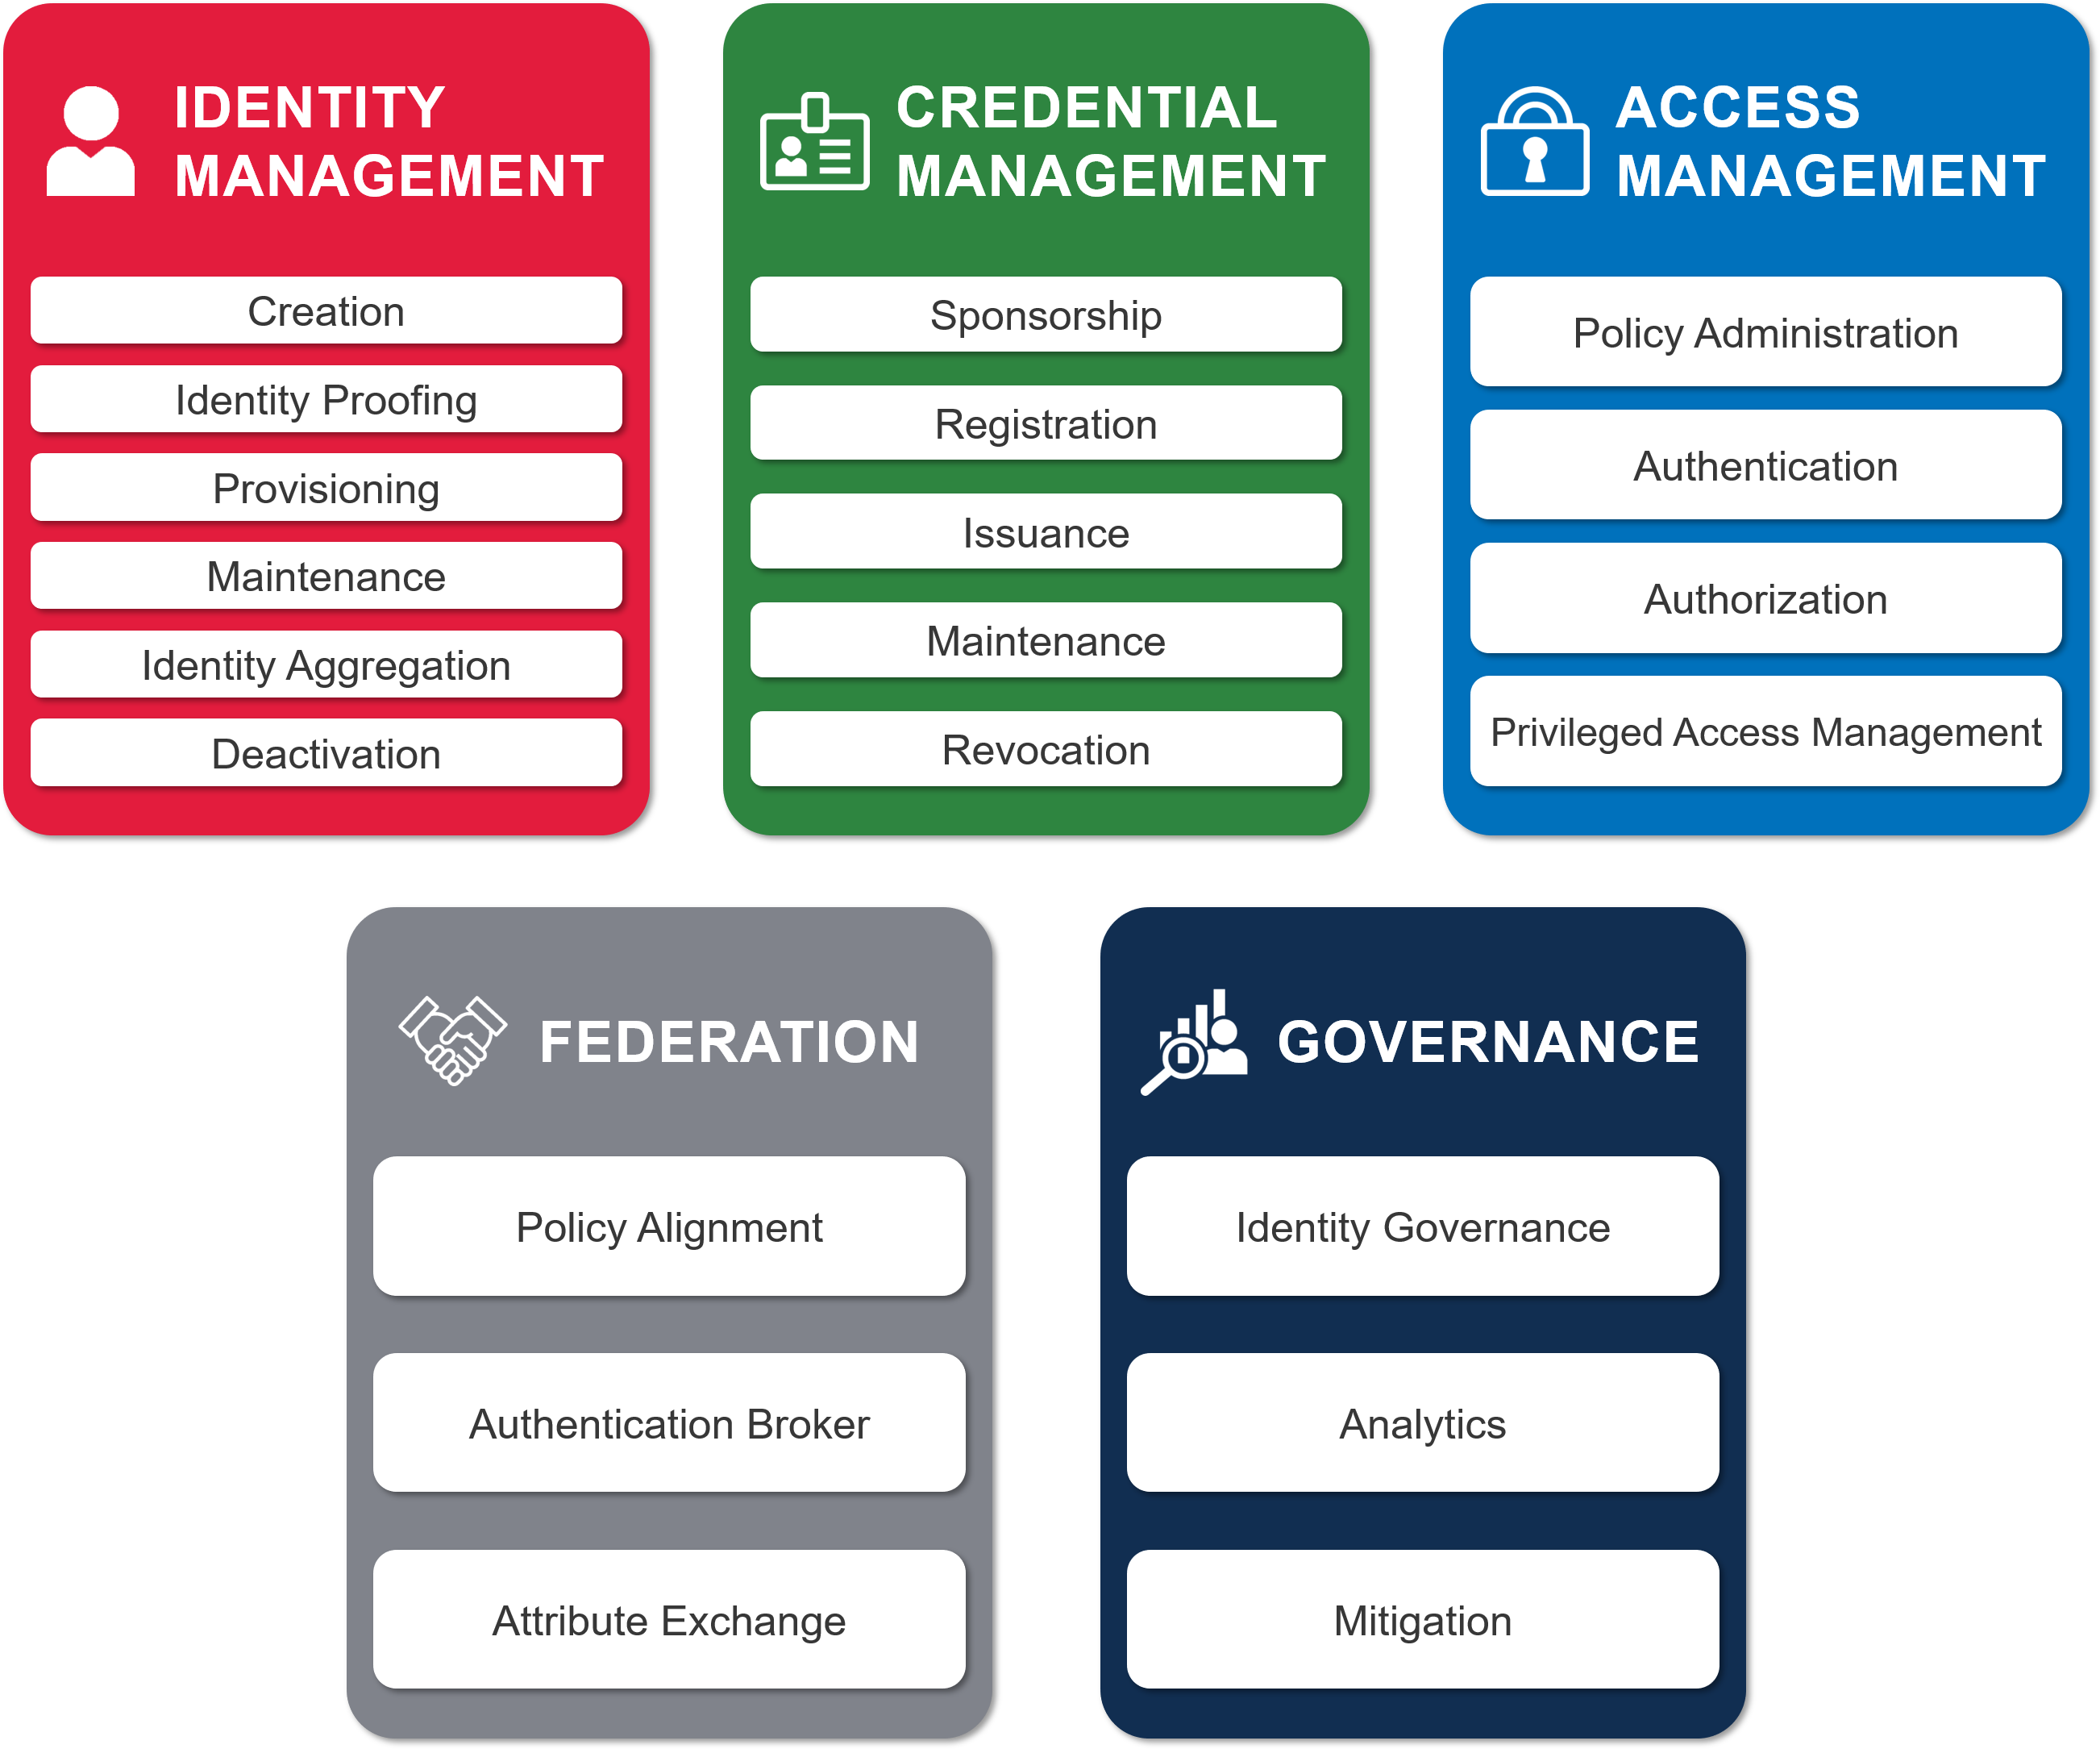 IDENTITY
MANAGEMENT
Creation
Identity Proofing
Provisioning
Maintenance
Identity Aggregation
Deactivation
CREDENTIAL
MANAGEMENT
Sponsorship
Registration
Issuance
Maintenance
Revocation
ACCESS
MANAGEMENT
Policy Administration
Authentication
Authorization
Privileged Access Management
FEDERATION
Policy Alignment
Authentication Broker
Attribute Exchange
GOVERNANCE
Identity Governance
Analytics
Mitigation